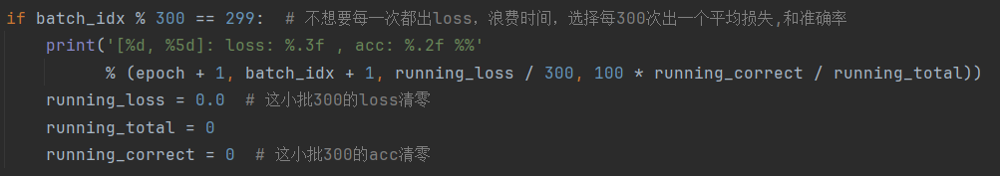 if batch_idx % 300 == 299:  # 不想要每一次都出loss，浪费时间，选择每300次出一个平均损失,和准确率
    print('[%d, %5d]: loss: %.3f , acc: %.2f %%'
          % (epoch + 1, batch_idx + 1, running_loss / 300, 100 * running_correct / running_total))
    running_loss = 0.0  # 这小批300的loss清零
    running_total = 0
    running_correct = 0  # 这小批300的acc清零